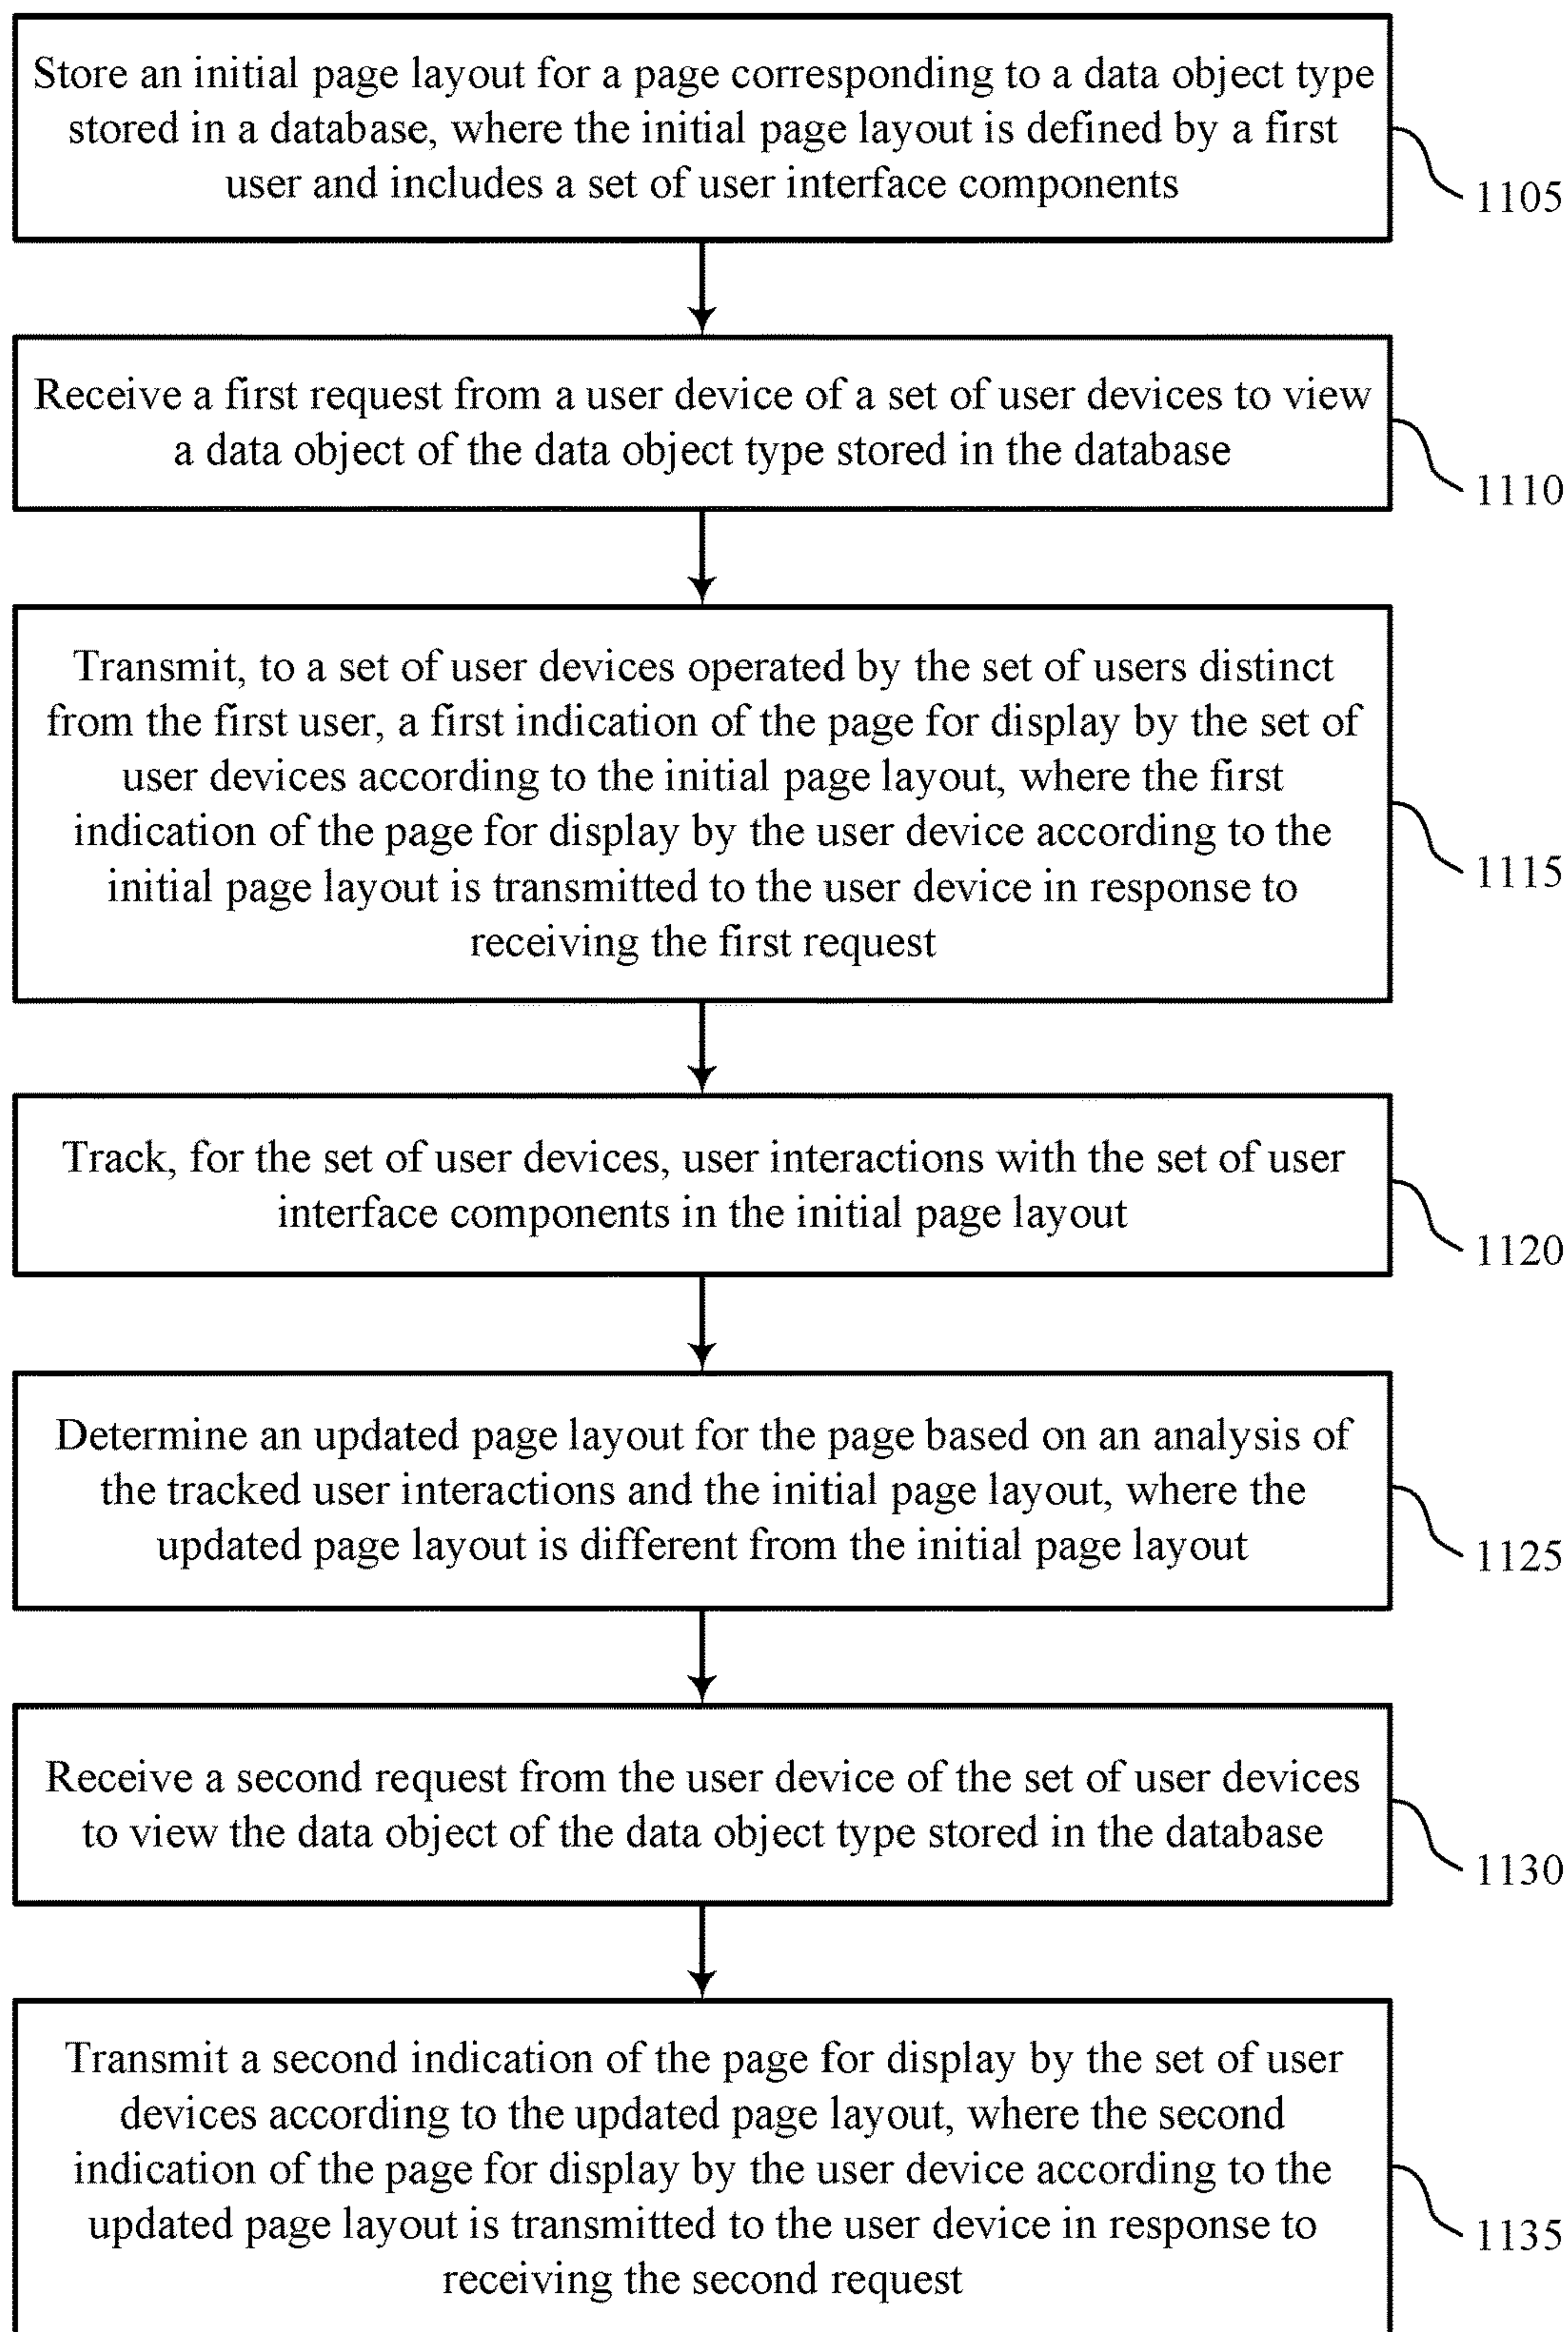 Store an initial page layout for a page corresponding to a data object type
stored in a database, where the initial page layout is defined by a first
user and includes a set of user interface components
1105
Receive a first request from a user device of a set of user devices to view
a data object of the data object type stored in the database
1110
Transmit, to a set of user devices operated by the set of users distinct
from the first user, a first indication of the page for display by the set of
user devices according to the initial page layout, where the first
indication of the page for display by the user device according to the
initial page layout is transmitted to the user device in response to
receiving the first request
1115
Track, for the set of user devices, user interactions with the set of user
interface components in the initial page layout
1120
Determine an updated page layout for the page based on an analysis of
the tracked user interactions and the initial page layout, where the
updated page layout is different from the initial page layout
1125
Receive a second request from the user device of the set of user devices
to view the data object of the data object type stored in the database
1130
Transmit a second indication of the page for display by the set of user
devices according to the updated page layout, where the second
indication of the page for display by the user device according to the
updated page layout is transmitted to the user device in response to
receiving the second request
1135